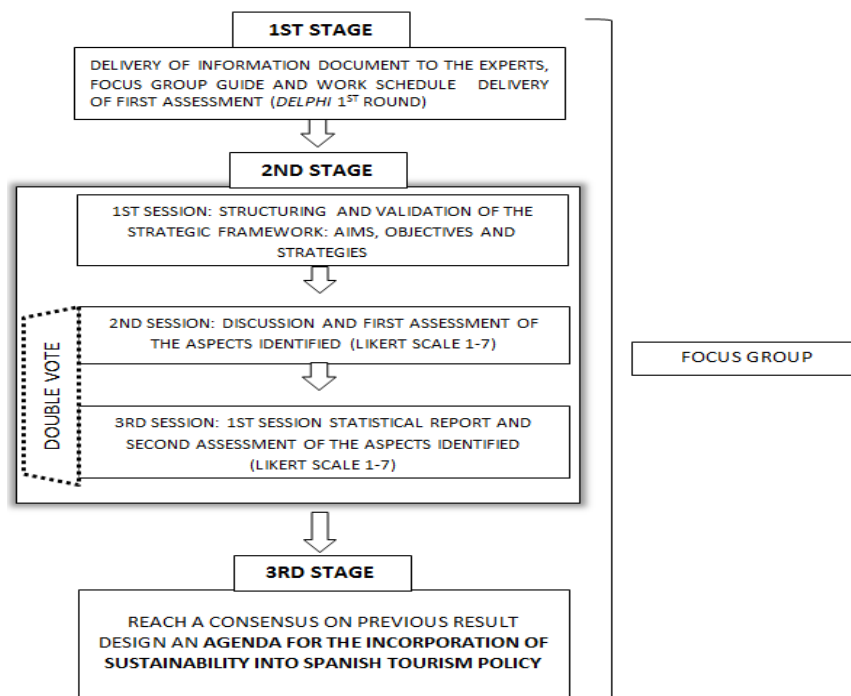 1ST STAGE
DELIVERY OF INFORMATION DOCUMENT TO THE EXPERTS,
FOCUS GROUP GUIDE AND WORK SCHEDULE DELIVERY
OF FIRST ASSESSMENT (DELPHI 1ST ROUND)
2ND STAGE
1ST SESSION: STRUCTURING AND VALIDATION OF THE
STRATEGIC FRAMEWORK: AIMS, OBJECTIVES AND
STRATEGIES
DOUBLE VOTE
2ND SESSION: DISCUSSION AND FIRST ASSESSMENT OF
THE ASPECTS IDENTIFIED (LIKERT SCALE 1-7)
3RD SESSION: 1ST SESSION STATISTICAL REPORT AND
SECOND ASSESSMENT OF THE ASPECTS IDENTIFIED
(LIKERT SCALE 1-7)
3RD STAGE
REACH A CONSENSUS ON PREVIOUS RESULT
DESIGN AN AGENDA FOR THE INCORPORATION OF
SUSTAINABILITY INTO SPANISH TOURISM POLICY
FOCUS GROUP